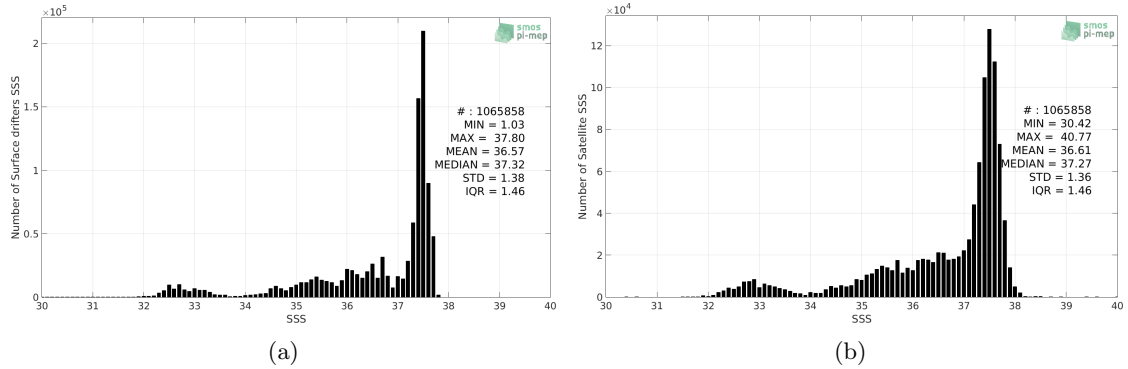 ×10⁵
smos
pi-mep
2
1.5
1
0.5
0
Number of Surface drifters SSS
# : 1065858
MIN = 1.03
MAX = 37.80
MEAN = 36.57
MEDIAN = 37.32
STD = 1.38
IQR = 1.46
30 31 32 33 34 35 36 37 38 39 40
SSS
(a)
×10⁴
smos
pi-mep
12
10
8
6
4
2
0
Number of Satellite SSS
# : 1065858
MIN = 30.42
MAX = 40.77
MEAN = 36.61
MEDIAN = 37.27
STD = 1.36
IQR = 1.46
30 31 32 33 34 35 36 37 38 39 40
SSS
(b)